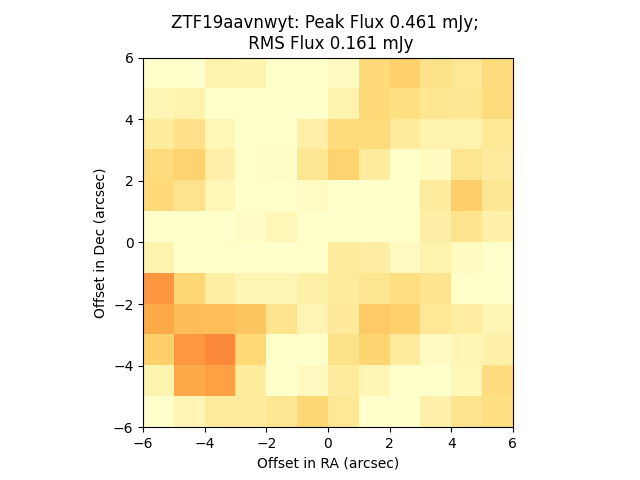 ZTF19aavnwyt: Peak Flux 0.461 mJy;
RMS Flux 0.161 mJy
6
4
2
0
−2
−4
−6
Offset in Dec (arcsec)
−6 −4 −2 0 2 4 6
Offset in RA (arcsec)